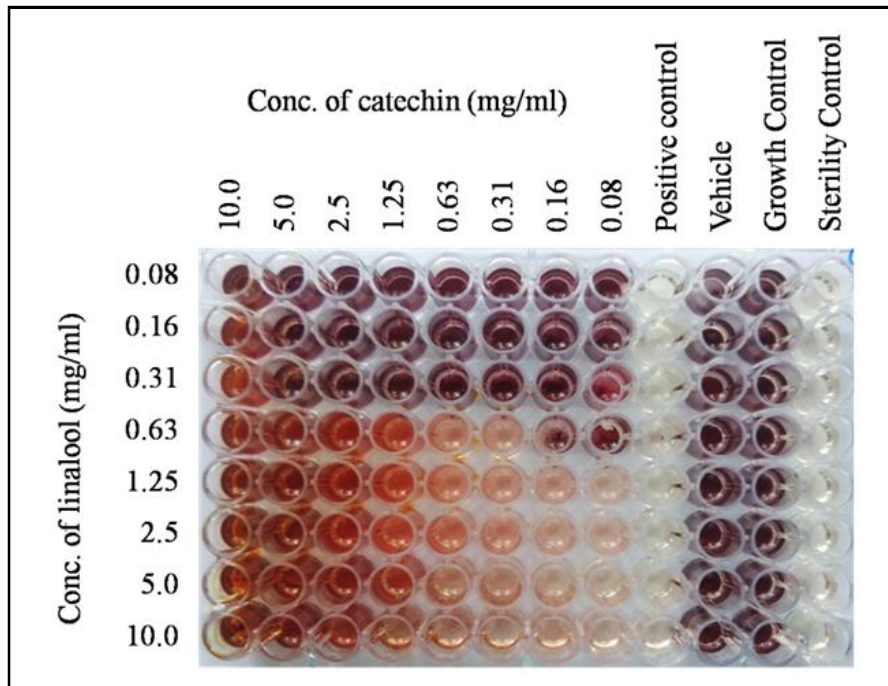 Conc. of catechin (mg/ml)
10.0
5.0
2.5
1.25
0.63
0.31
0.16
0.08
Positive control
Vehicle
Growth Control
Sterility Control
Conc. of linalool (mg/ml)
0.08
0.16
0.31
0.63
1.25
2.5
5.0
10.0